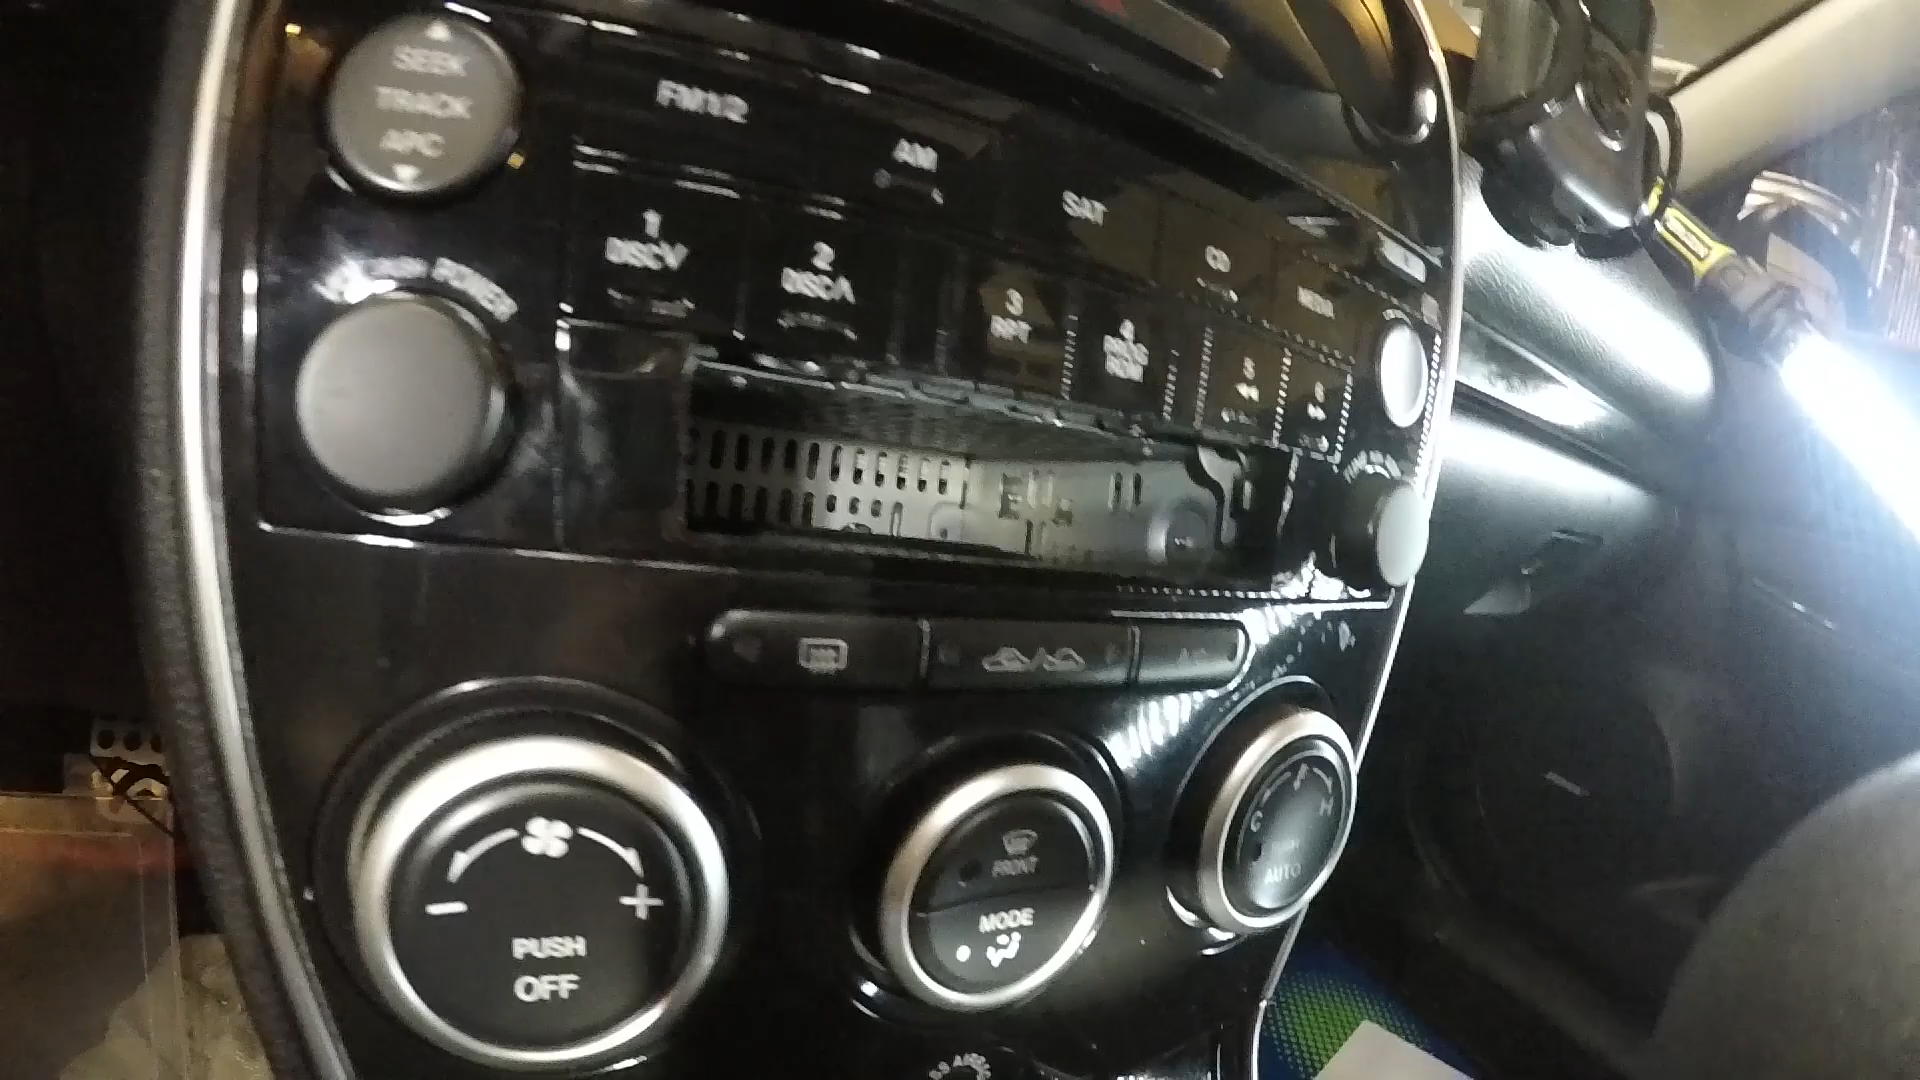 SEEK
TRACK
APC
FM1/2
AM
SAT
CD
MEDIA
POWER
1
DISC∨
2
DISC∧
3
RPT
4
5
6
FRONT
MODE
C
H
AUTO
PUSH
OFF